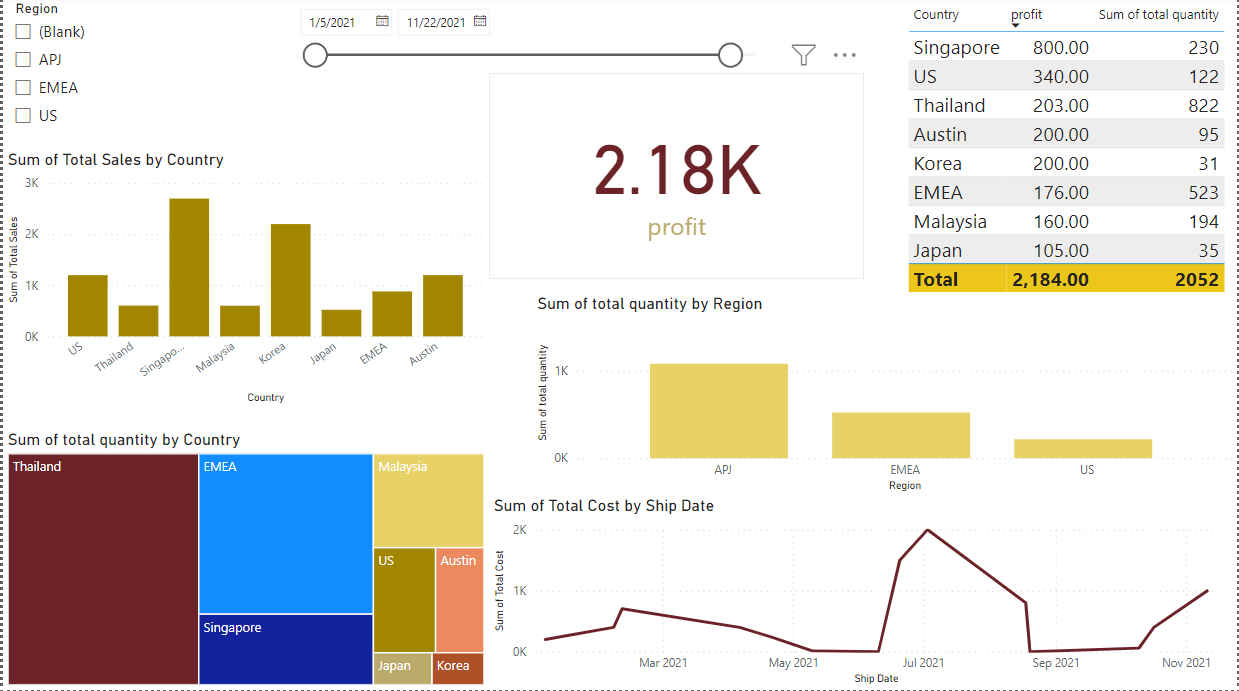 Region
(Blank)
APJ
EMEA
US
1/5/2021
11/22/2021
2.18K
profit
Country profit Sum of total quantity
Singapore 800.00 230
US 340.00 122
Thailand 203.00 822
Austin 200.00 95
Korea 200.00 31
EMEA 176.00 523
Malaysia 160.00 194
Japan 105.00 35
Total 2,184.00 2052
Sum of Total Sales by Country
Sum of Total Sales
3K
2K
1K
0K
US Thailand Singapo... Malaysia Korea Japan EMEA Austin
Country
Sum of total quantity by Region
Sum of total quantity
1K
0K
APJ EMEA US
Region
Sum of total quantity by Country
Thailand
EMEA
Singapore
Malaysia
US
Austin
Japan
Korea
Sum of Total Cost by Ship Date
Sum of Total Cost
2K
1K
0K
Mar 2021 May 2021 Jul 2021 Sep 2021 Nov 2021
Ship Date